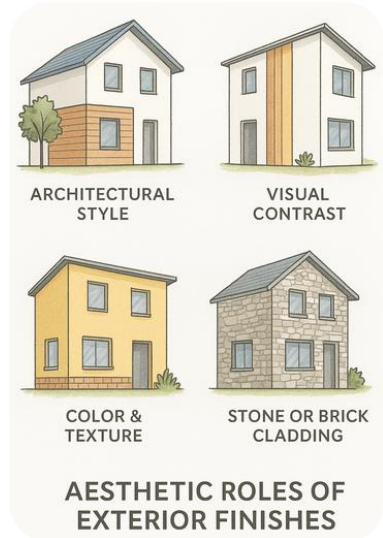 ARCHITECTURAL
STYLE
VISUAL
CONTRAST
COLOR &
TEXTURE
STONE OR BRICK
CLADDING
AESTHETIC ROLES OF
EXTERIOR FINISHES